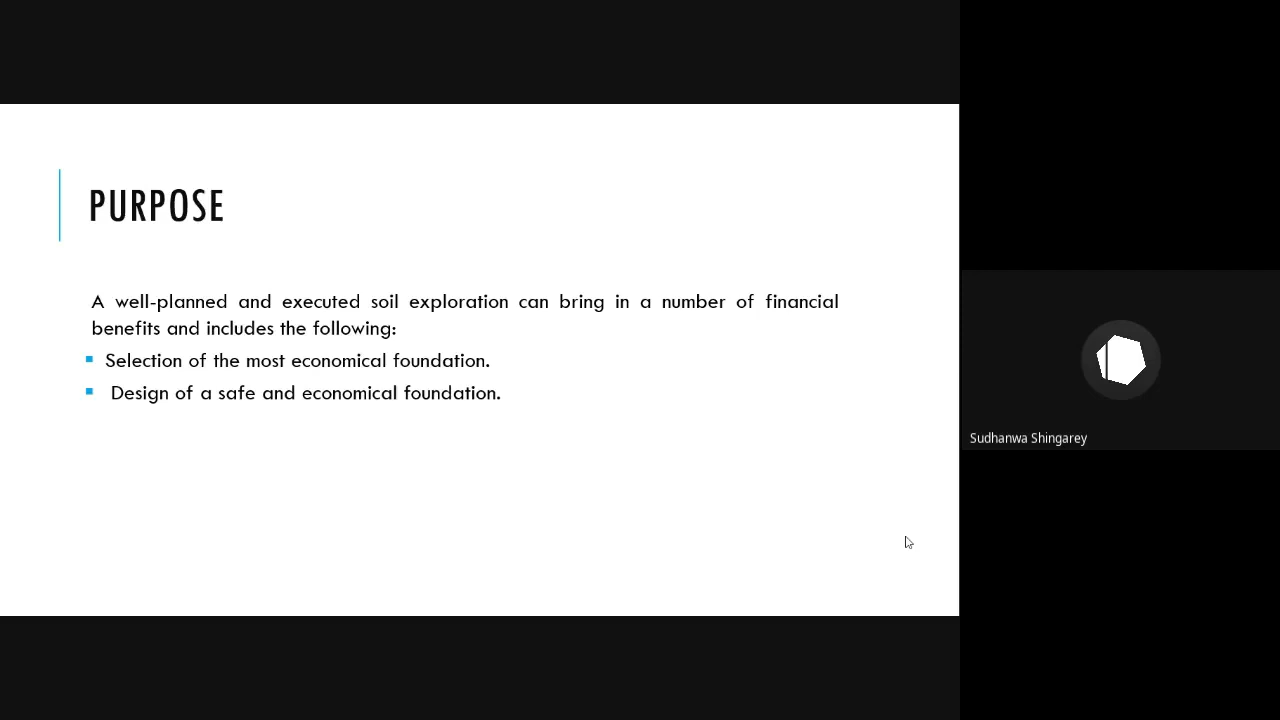 PURPOSE
A well-planned and executed soil exploration can bring in a number of financial
benefits and includes the following:
▪ Selection of the most economical foundation.
▪ Design of a safe and economical foundation.
Sudhanwa Shingarey